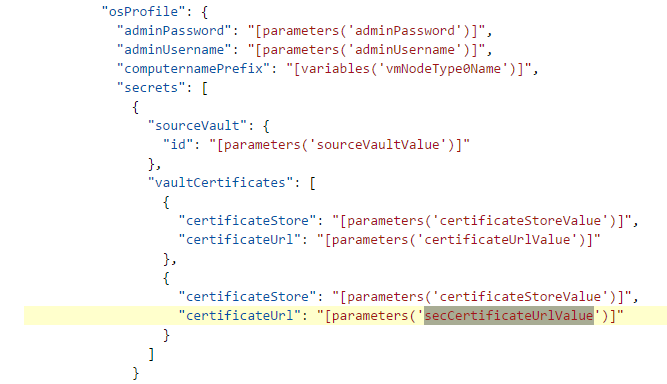 "osProfile": {
"adminPassword": "[parameters('adminPassword')]",
"adminUsername": "[parameters('adminUsername')]",
"computernamePrefix": "[variables('vmNodeType0Name')]",
"secrets": [
{
"sourceVault": {
"id": "[parameters('sourceVaultValue')]"
},
"vaultCertificates": [
{
"certificateStore": "[parameters('certificateStoreValue')]",
"certificateUrl": "[parameters('certificateUrlValue')]"
},
{
"certificateStore": "[parameters('certificateStoreValue')]",
"certificateUrl": "[parameters('secCertificateUrlValue')]"
}
]
}